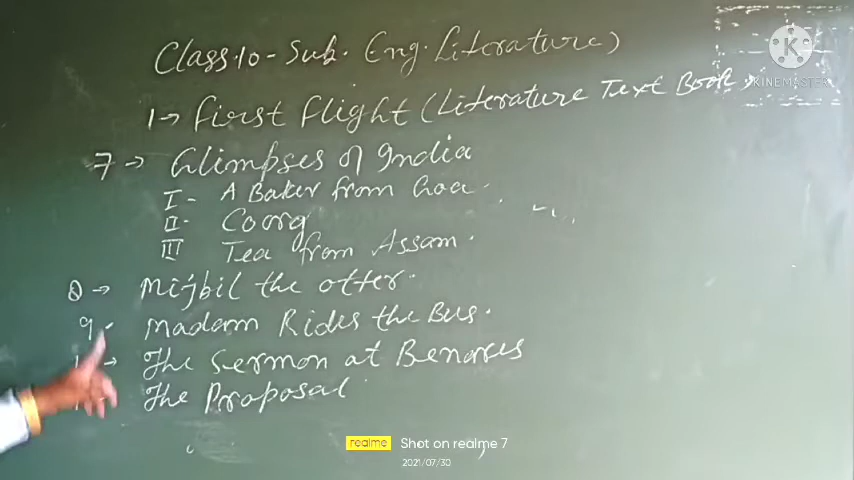 Class.10 - Sub. Eng. Literature)
KINEMASTER
1→ First flight (Literature Text Book)
7 → Glimpses of India
I - A Baker from Goa.
II - Coorg
III Tea from Assam.
8 → Mijbil the otter.
9 - Madam Rides the Bus.
→ The Sermon at Benares
The Proposal
realme Shot on realme 7
2021/07/30